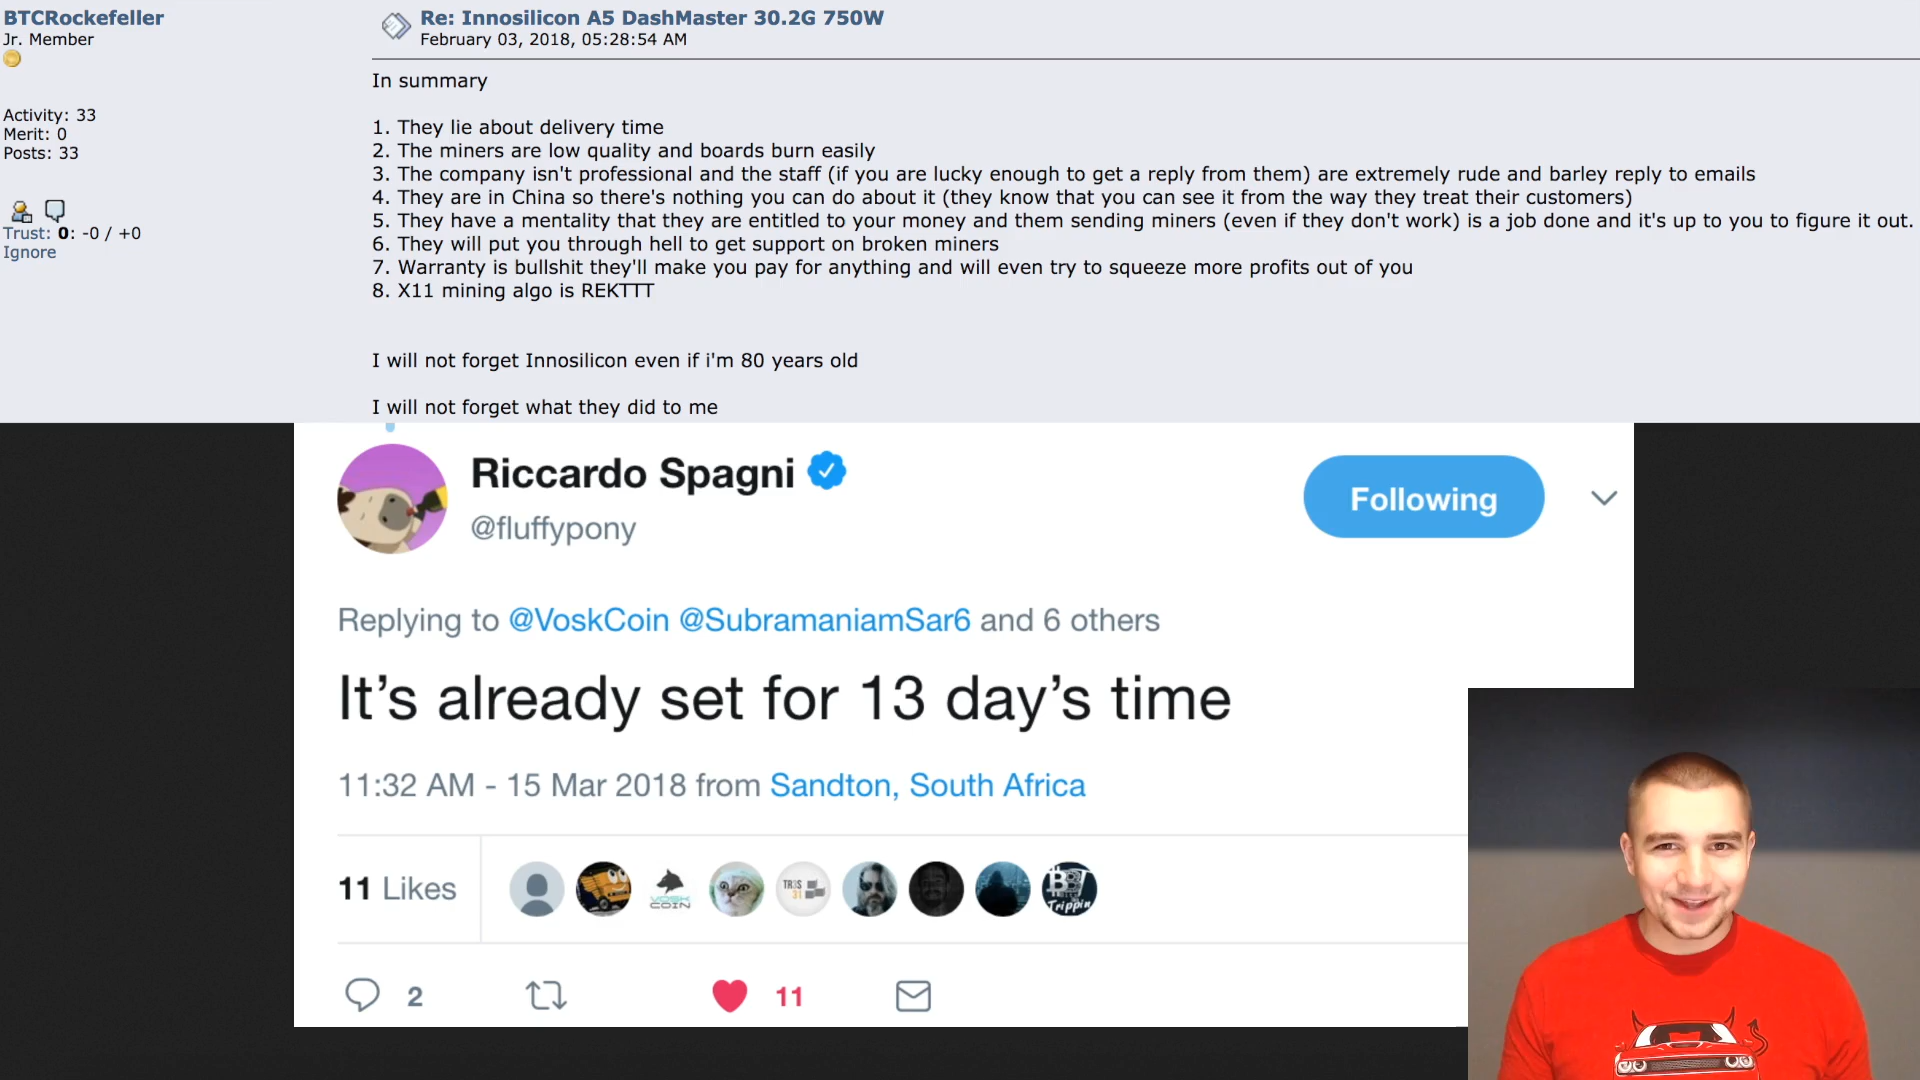 BTCRockefeller
Jr. Member
Activity: 33
Merit: 0
Posts: 33
Trust: 0: -0 / +0
Ignore
Re: Innosilicon A5 DashMaster 30.2G 750W
February 03, 2018, 05:28:54 AM
In summary
1. They lie about delivery time
2. The miners are low quality and boards burn easily
3. The company isn't professional and the staff (if you are lucky enough to get a reply from them) are extremely rude and barley reply to emails
4. They are in China so there's nothing you can do about it (they know that you can see it from the way they treat their customers)
5. They have a mentality that they are entitled to your money and them sending miners (even if they don't work) is a job done and it's up to you to figure it out.
6. They will put you through hell to get support on broken miners
7. Warranty is bullshit they'll make you pay for anything and will even try to squeeze more profits out of you
8. X11 mining algo is REKTTT
I will not forget Innosilicon even if i'm 80 years old
I will not forget what they did to me
Riccardo Spagni
@fluffypony
Following
Replying to @VoskCoin @SubramaniamSar6 and 6 others
It’s already set for 13 day’s time
11:32 AM - 15 Mar 2018 from Sandton, South Africa
11 Likes
VOSK
COIN
TR3S
31
Trippin
2
11